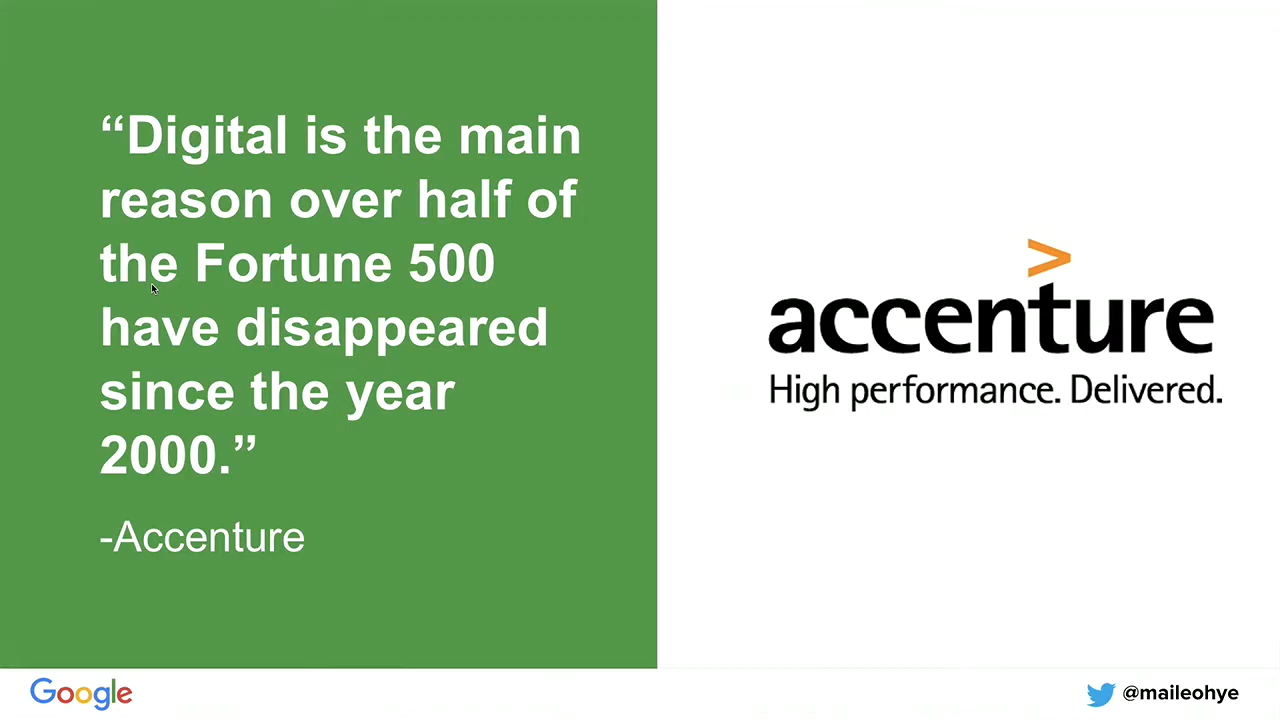 “Digital is the main
reason over half of
the Fortune 500
have disappeared
since the year
2000.”
-Accenture
>
accenture
High performance. Delivered.
Google
@maileohye